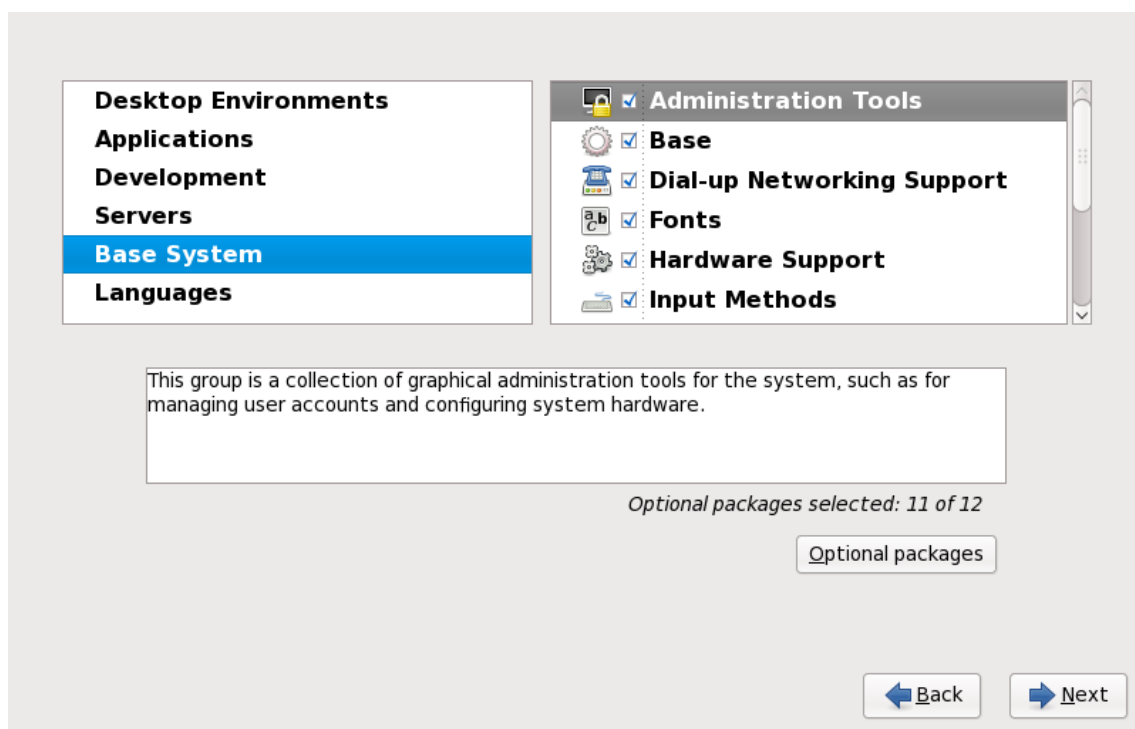 Desktop Environments
Applications
Development
Servers
Base System
Languages
Administration Tools
Base
Dial-up Networking Support
Fonts
Hardware Support
Input Methods
This group is a collection of graphical administration tools for the system, such as for
managing user accounts and configuring system hardware.
Optional packages selected: 11 of 12
Optional packages
Back
Next